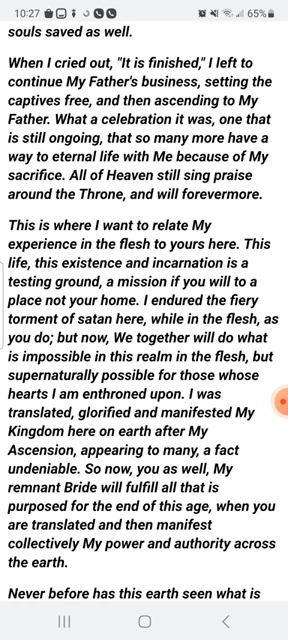 10:27
65%
souls saved as well.
When I cried out, "It is finished," I left to
continue My Father's business, setting the
captives free, and then ascending to My
Father. What a celebration it was, one that
is still ongoing, that so many more have a
way to eternal life with Me because of My
sacrifice. All of Heaven still sing praise
around the Throne, and will forevermore.
This is where I want to relate My
experience in the flesh to yours here. This
life, this existence and incarnation is a
testing ground, a mission if you will to a
place not your home. I endured the fiery
torment of satan here, while in the flesh, as
you do; but now, We together will do what
is impossible in this realm in the flesh, but
supernaturally possible for those whose
hearts I am enthroned upon. I was
translated, glorified and manifested My
Kingdom here on earth after My
Ascension, appearing to many, a fact
undeniable. So now, you as well, My
remnant Bride will fulfill all that is
purposed for the end of this age, when you
are translated and then manifest
collectively My power and authority across
the earth.
Never before has this earth seen what is